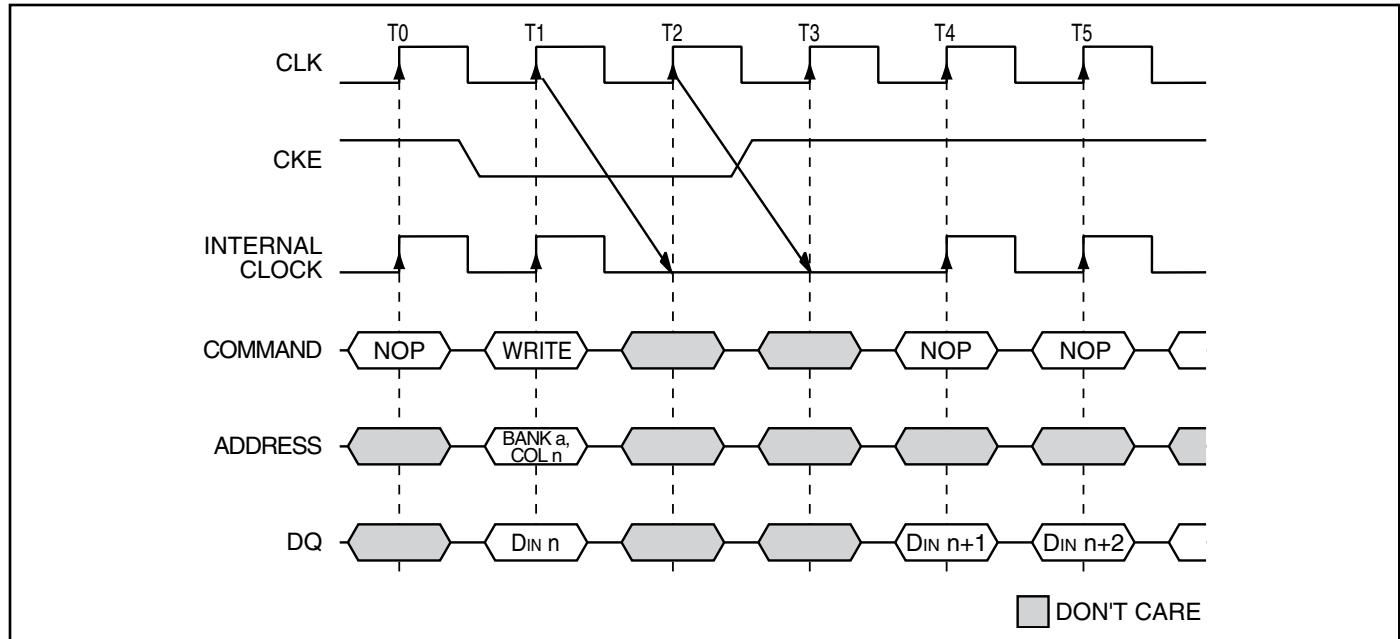 T0 T1 T2 T3 T4 T5
CLK
CKE
INTERNAL
CLOCK
COMMAND NOP WRITE NOP NOP
ADDRESS BANK a,
COL n
DQ DIN n DIN n+1 DIN n+2
DON'T CARE